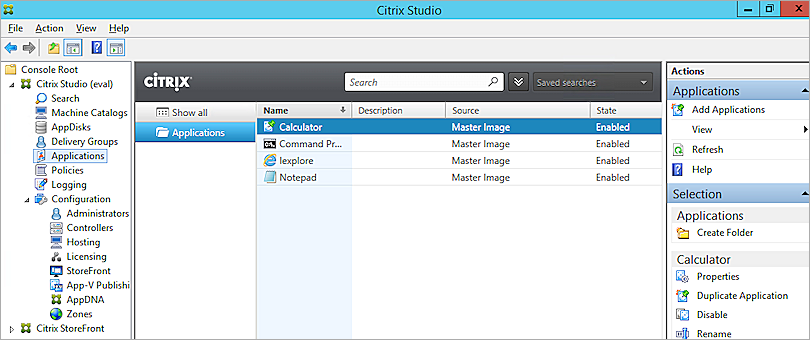 Citrix Studio
File Action View Help
Console Root
Citrix Studio (eval)
Search
Machine Catalogs
AppDisks
Delivery Groups
Applications
Policies
Logging
Configuration
Administrators
Controllers
Hosting
Licensing
StoreFront
App-V Publishi
AppDNA
Zones
Citrix StoreFront
CiTRIX Search Saved searches
Show all
Applications
Name Description Source State
Calculator Master Image Enabled
Command Pr... Master Image Enabled
Iexplore Master Image Enabled
Notepad Master Image Enabled
Actions
Applications
Add Applications
View
Refresh
Help
Selection
Applications
Create Folder
Calculator
Properties
Duplicate Application
Disable
Rename